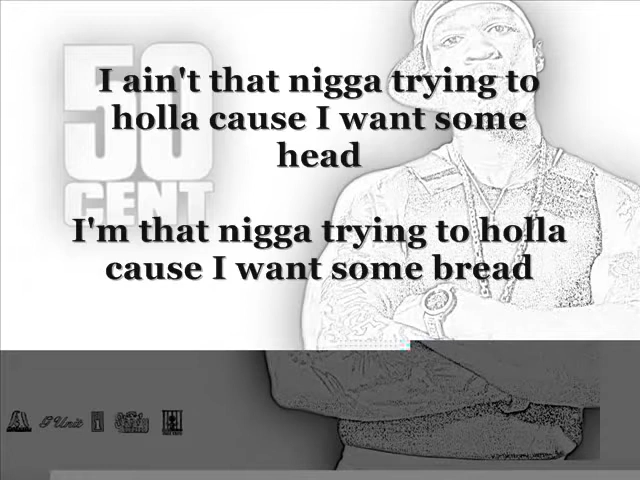 50
CENT
I ain't that nigga trying to
holla cause I want some
head
I'm that nigga trying to holla
cause I want some bread
G Unit